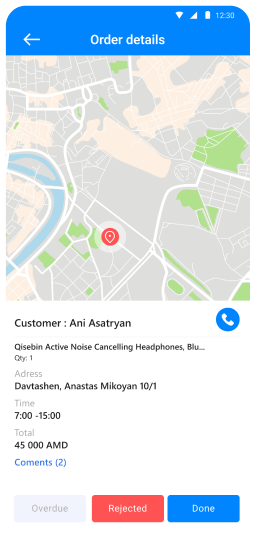 12:30
Order details
Customer : Ani Asatryan
Qisebin Active Noise Cancelling Headphones, Blu...
Qty: 1
Adress
Davtashen, Anastas Mikoyan 10/1
Time
7:00 -15:00
Total
45 000 AMD
Coments (2)
Overdue Rejected Done